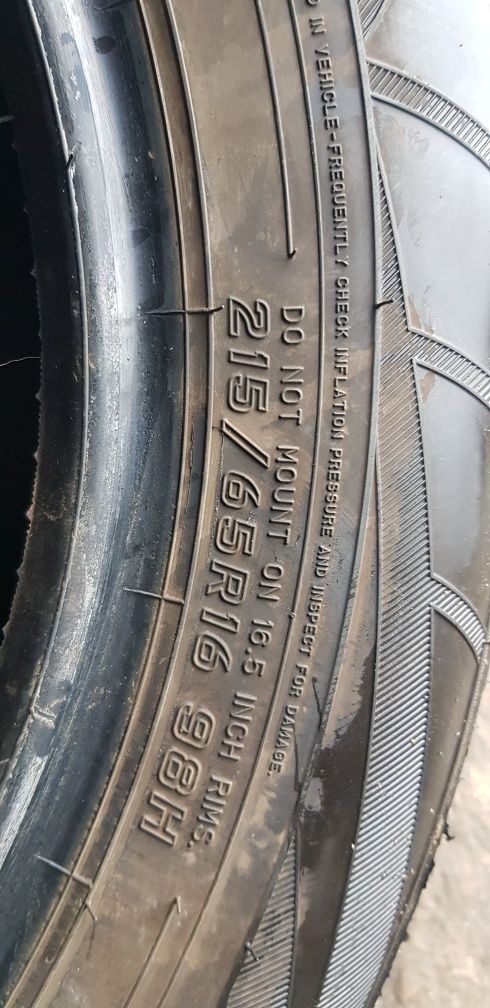 IN VEHICLE-FREQUENTLY CHECK INFLATION PRESSURE AND INSPECT FOR DAMAGE.
DO NOT MOUNT ON 16.5 INCH RIMS.
215/65R16 98H